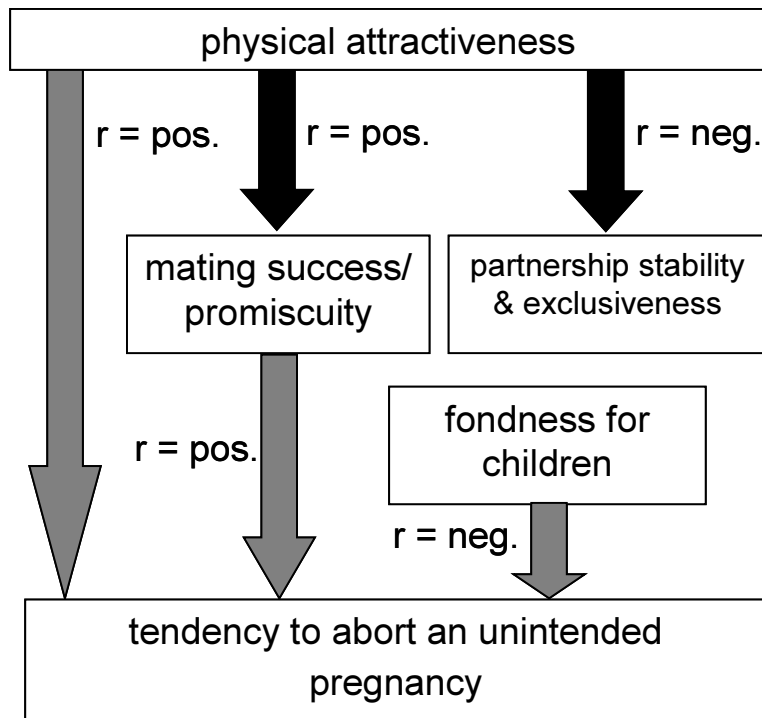 physical attractiveness
r = pos.
r = pos.
r = neg.
mating success/
promiscuity
partnership stability
& exclusiveness
fondness for
children
r = pos.
r = neg.
tendency to abort an unintended
pregnancy